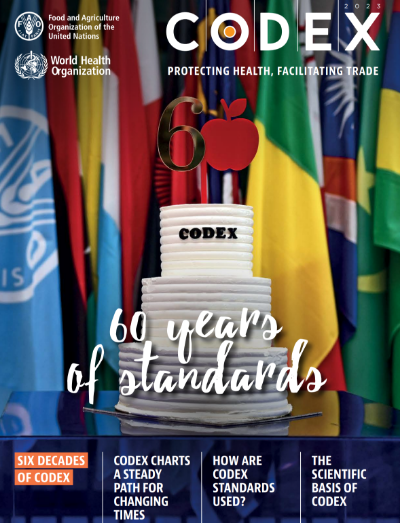 Food and Agriculture
Organization of the
United Nations
World Health
Organization
2023
CODEX
PROTECTING HEALTH, FACILITATING TRADE
60
CODEX
60 years
of standards
SIX DECADES
OF CODEX
CODEX CHARTS
A STEADY
PATH FOR
CHANGING
TIMES
HOW ARE
CODEX
STANDARDS
USED?
THE
SCIENTIFIC
BASIS OF
CODEX